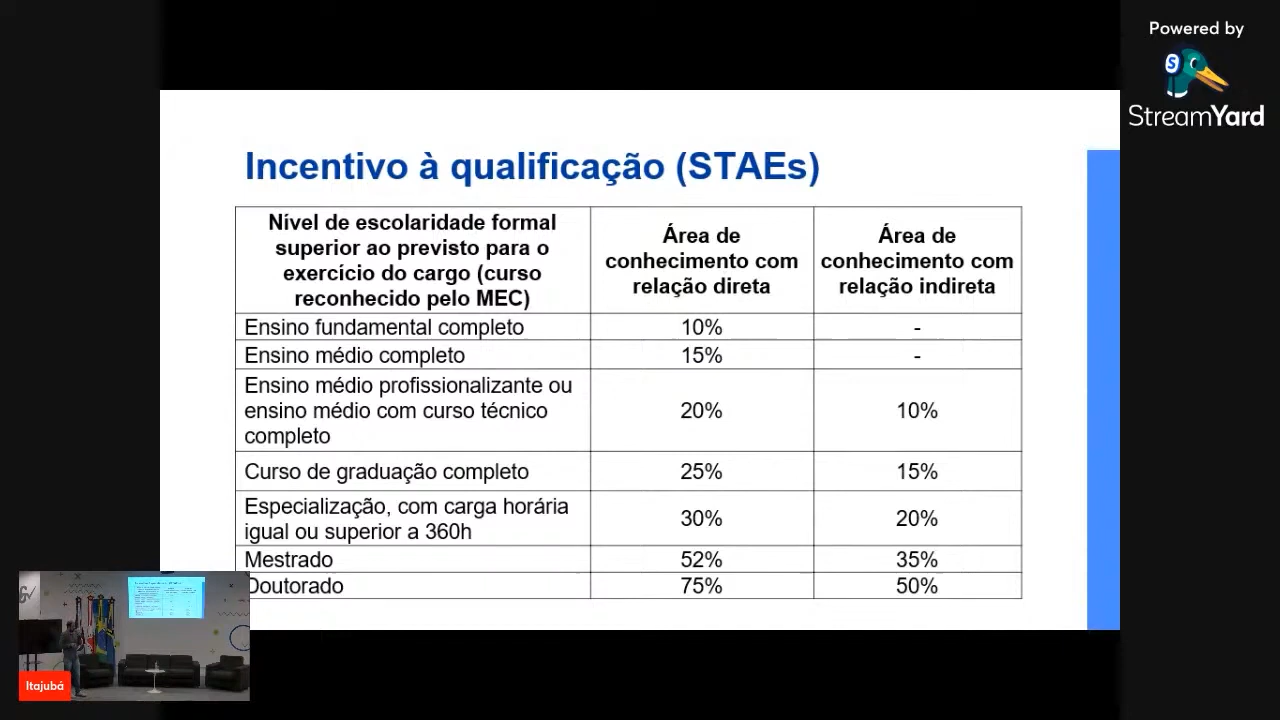 Powered by
S
StreamYard
Incentivo à qualificação (STAEs)
Nível de escolaridade formal
superior ao previsto para o
exercício do cargo (curso
reconhecido pelo MEC)
Área de
conhecimento com
relação direta
Área de
conhecimento com
relação indireta
Ensino fundamental completo 10% -
Ensino médio completo 15% -
Ensino médio profissionalizante ou
ensino médio com curso técnico
completo
20% 10%
Curso de graduação completo 25% 15%
Especialização, com carga horária
igual ou superior a 360h
30% 20%
Mestrado 52% 35%
Doutorado 75% 50%
Itajubá